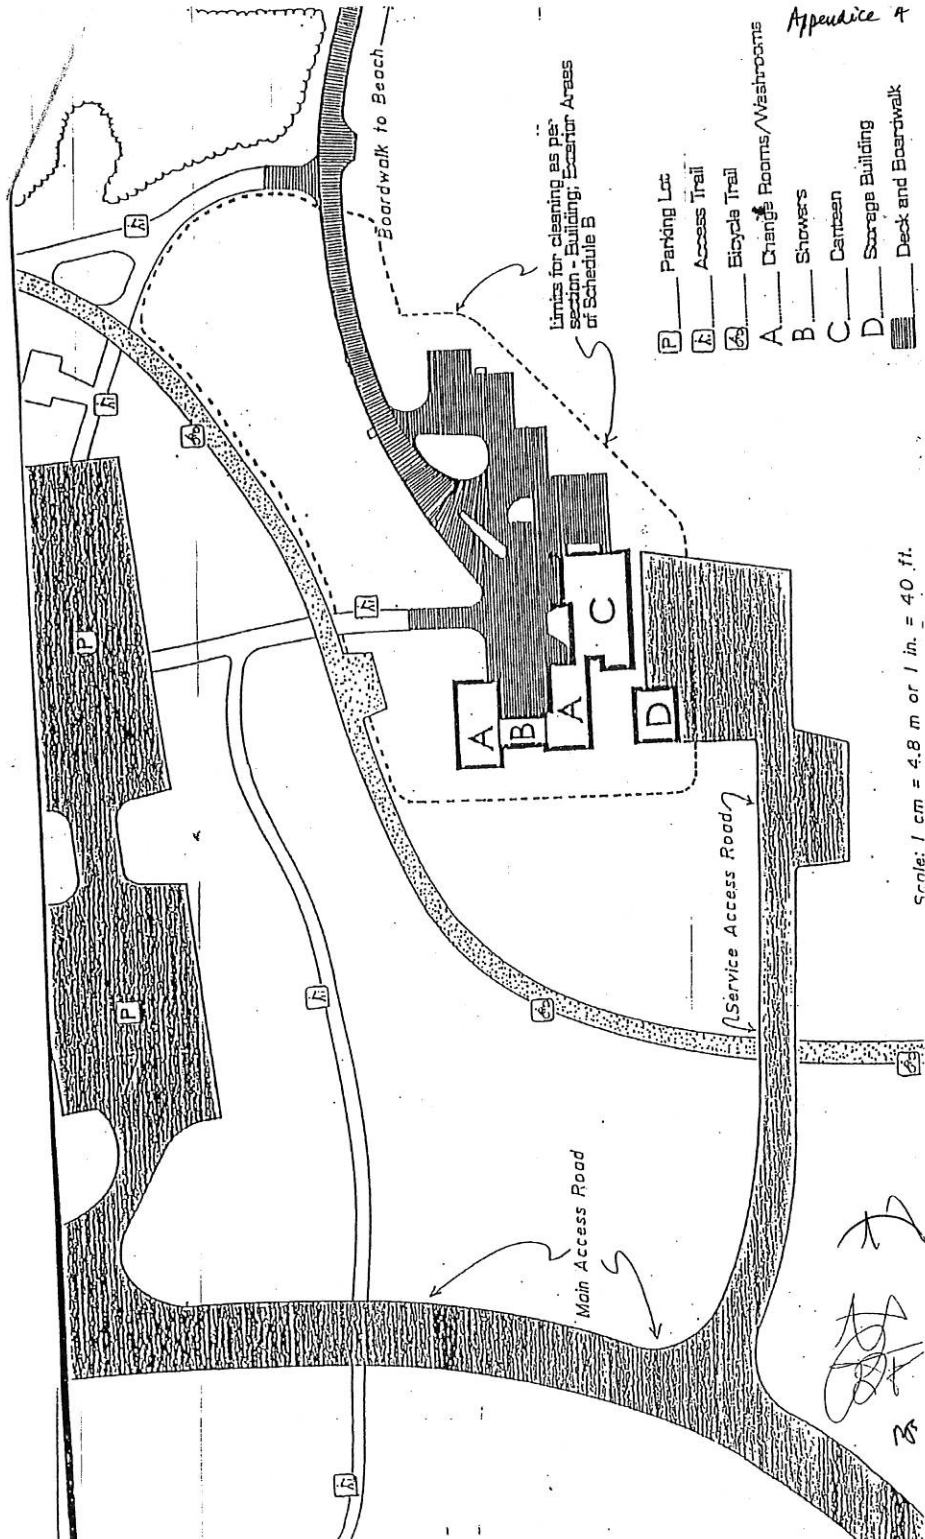 Appendice A
Boardwalk to Beach
Limits for cleaning as per
section - Building; Exterior Areas
of Schedule B
P Parking Lot
Access Trail
Bicycle Trail
A Change Rooms/Washrooms
B Showers
C Canteen
D Storage Building
Deck and Boardwalk
P
P
A
B
A
C
D
Service Access Road
Main Access Road
Scale: 1 cm = 4.8 m or 1 in. = 40 ft.